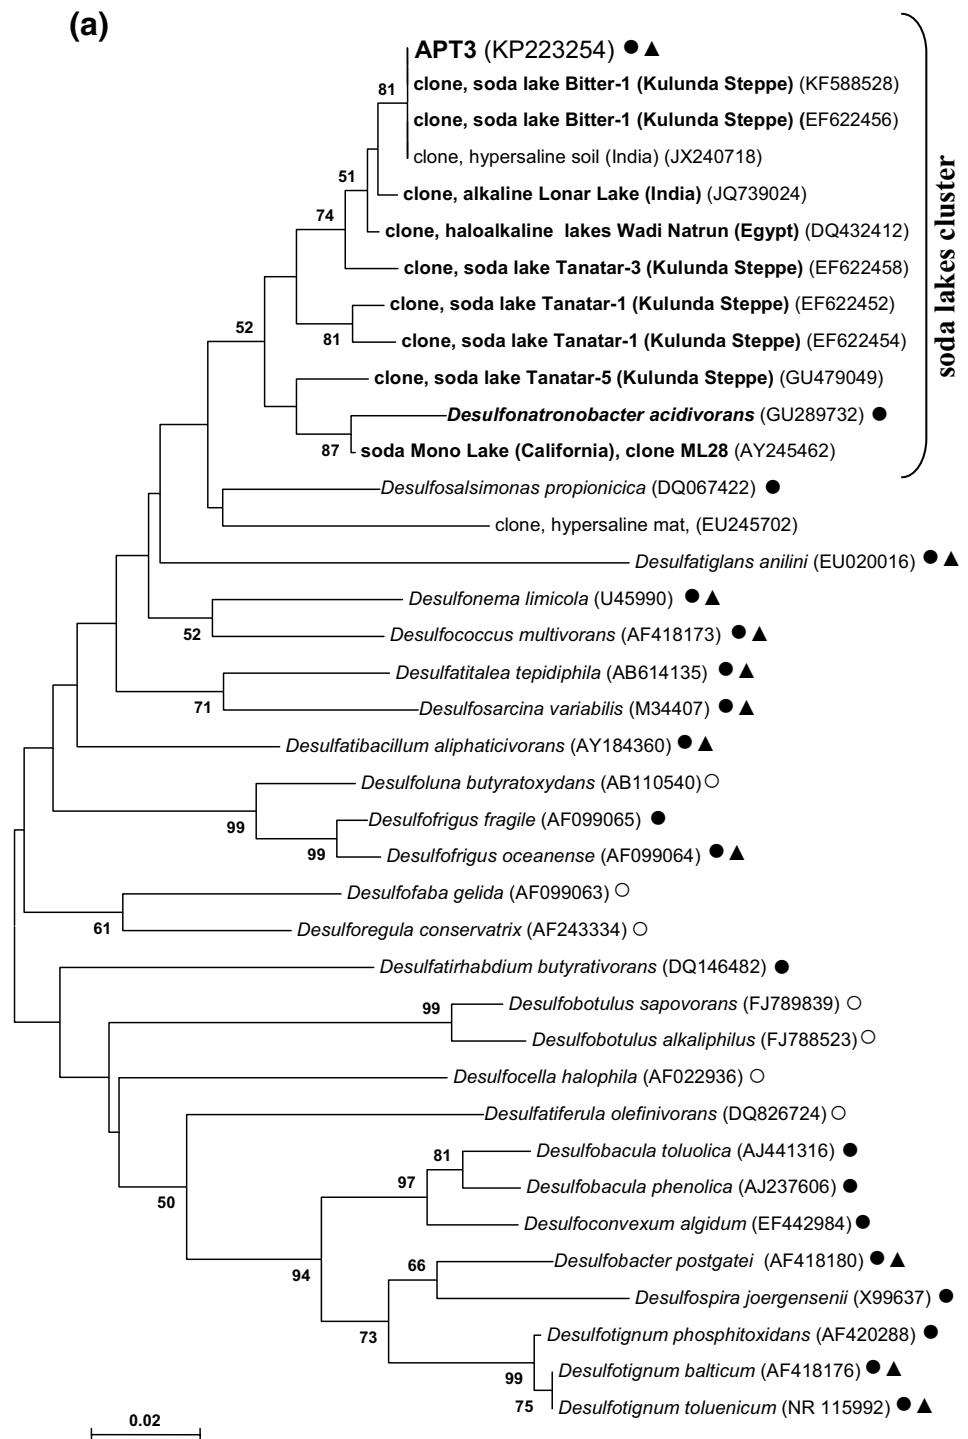 (a)
APT3 (KP223254) ● ▲
81
clone, soda lake Bitter-1 (Kulunda Steppe) (KF588528)
clone, soda lake Bitter-1 (Kulunda Steppe) (EF622456)
clone, hypersaline soil (India) (JX240718)
51
clone, alkaline Lonar Lake (India) (JQ739024)
74
clone, haloalkaline lakes Wadi Natrun (Egypt) (DQ432412)
clone, soda lake Tanatar-3 (Kulunda Steppe) (EF622458)
clone, soda lake Tanatar-1 (Kulunda Steppe) (EF622452)
52
81
clone, soda lake Tanatar-1 (Kulunda Steppe) (EF622454)
clone, soda lake Tanatar-5 (Kulunda Steppe) (GU479049)
Desulfonatronobacter acidivorans (GU289732) ●
87
soda Mono Lake (California), clone ML28 (AY245462)
soda lakes cluster
Desulfosalsimonas propionicica (DQ067422) ●
clone, hypersaline mat, (EU245702)
Desulfatiglans anilini (EU020016) ● ▲
Desulfonema limicola (U45990) ● ▲
52
Desulfococcus multivorans (AF418173) ● ▲
Desulfatitalea tepidiphila (AB614135) ● ▲
71
Desulfosarcina variabilis (M34407) ● ▲
Desulfatibacillum aliphaticivorans (AY184360) ● ▲
Desulfoluna butyratoxydans (AB110540) ○
99
Desulfofrigus fragile (AF099065) ●
99
Desulfofrigus oceanense (AF099064) ● ▲
Desulfofaba gelida (AF099063) ○
61
Desulforegula conservatrix (AF243334) ○
Desulfatirhabdium butyrativorans (DQ146482) ●
99
Desulfobotulus sapovorans (FJ789839) ○
Desulfobotulus alkaliphilus (FJ788523) ○
Desulfocella halophila (AF022936) ○
Desulfatiferula olefinivorans (DQ826724) ○
81
Desulfobacula toluolica (AJ441316) ●
97
Desulfobacula phenolica (AJ237606) ●
50
Desulfoconvexum algidum (EF442984) ●
66
Desulfobacter postgatei (AF418180) ● ▲
94
Desulfospira joergensenii (X99637) ●
73
Desulfotignum phosphitoxidans (AF420288) ●
99
Desulfotignum balticum (AF418176) ● ▲
75
Desulfotignum toluenicum (NR 115992) ● ▲
0.02